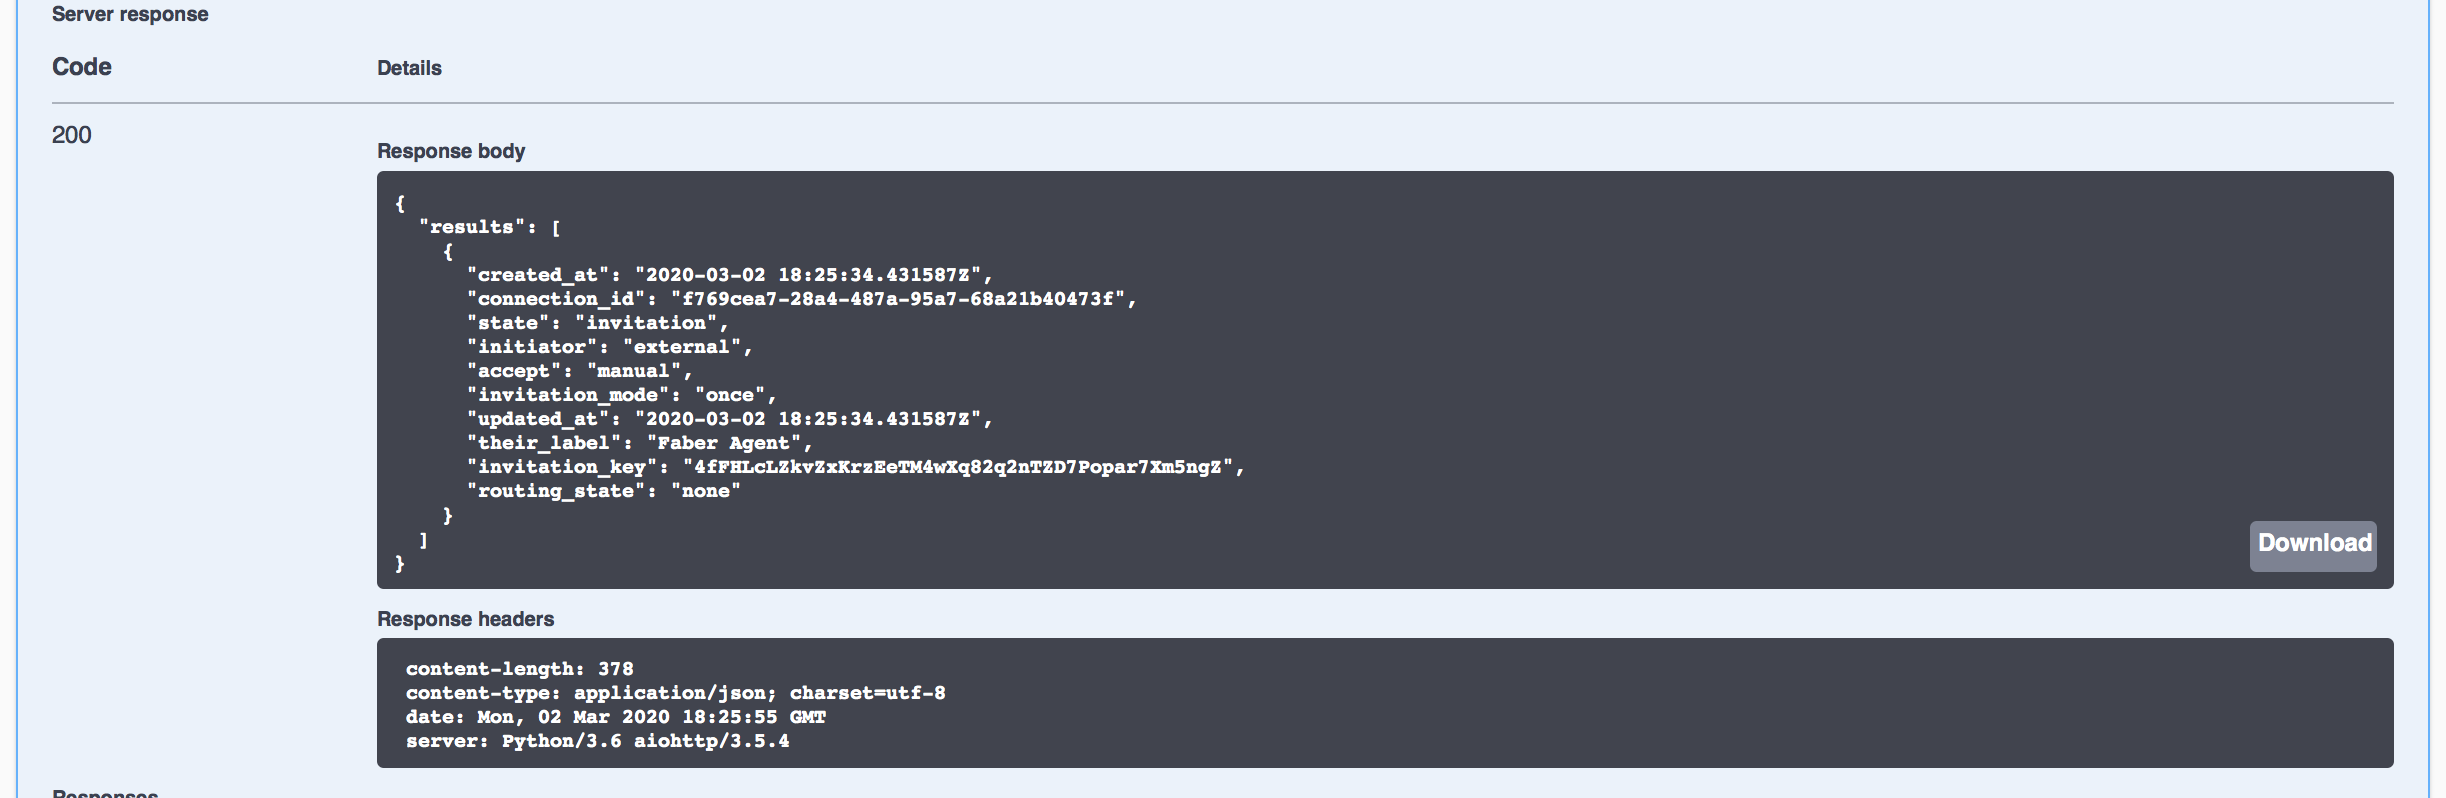 Server response
Code Details
200
Response body
{
"results": [
{
"created_at": "2020-03-02 18:25:34.431587Z",
"connection_id": "f769cea7-28a4-487a-95a7-68a21b40473f",
"state": "invitation",
"initiator": "external",
"accept": "manual",
"invitation_mode": "once",
"updated_at": "2020-03-02 18:25:34.431587Z",
"their_label": "Faber Agent",
"invitation_key": "4fFHLcLZkvZxKrzEeTM4wXq82q2nTZD7Popar7Xm5ngZ",
"routing_state": "none"
}
]
}
Download
Response headers
content-length: 378
content-type: application/json; charset=utf-8
date: Mon, 02 Mar 2020 18:25:55 GMT
server: Python/3.6 aiohttp/3.5.4
Responses